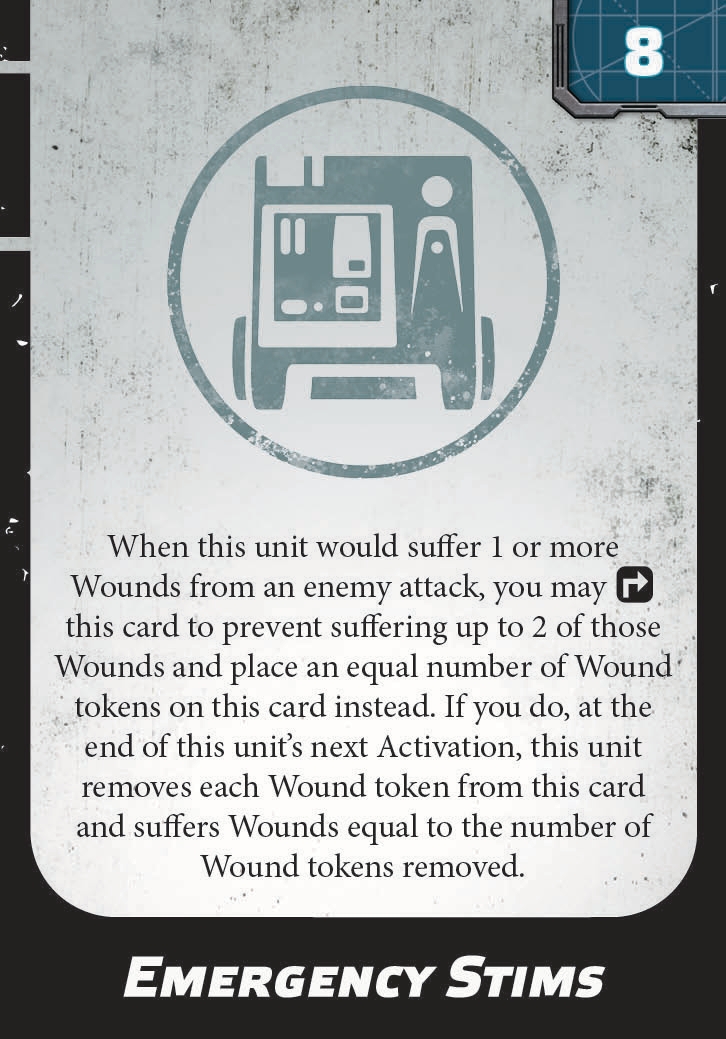 8
When this unit would suffer 1 or more
Wounds from an enemy attack, you may
this card to prevent suffering up to 2 of those
Wounds and place an equal number of Wound
tokens on this card instead. If you do, at the
end of this unit’s next Activation, this unit
removes each Wound token from this card
and suffers Wounds equal to the number of
Wound tokens removed.
Emergency Stims